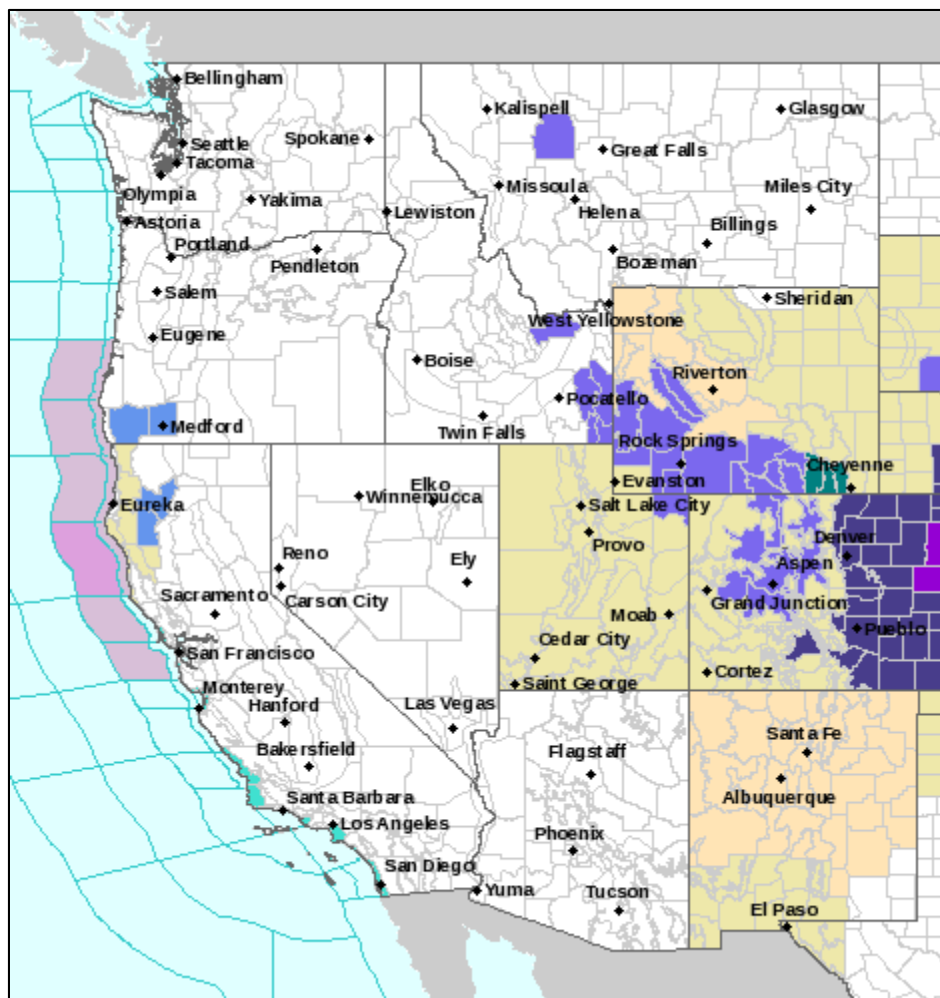 Bellingham
Kalispell
Glasgow
Seattle
Spokane
Great Falls
Tacoma
Olympia
Missoula
Miles City
Yakima
Lewiston
Helena
Astoria
Billings
Portland
Pendleton
Bozeman
Salem
Sheridan
West Yellowstone
Eugene
Boise
Riverton
Pocatello
Medford
Twin Falls
Rock Springs
Cheyenne
Evanston
Elko
Winnemucca
Eureka
Salt Lake City
Denver
Provo
Reno
Ely
Aspen
Sacramento
Carson City
Grand Junction
Moab
Pueblo
Cedar City
San Francisco
Cortez
Saint George
Monterey
Hanford
Las Vegas
Santa Fe
Bakersfield
Flagstaff
Santa Barbara
Albuquerque
Los Angeles
Phoenix
San Diego
Yuma
Tucson
El Paso